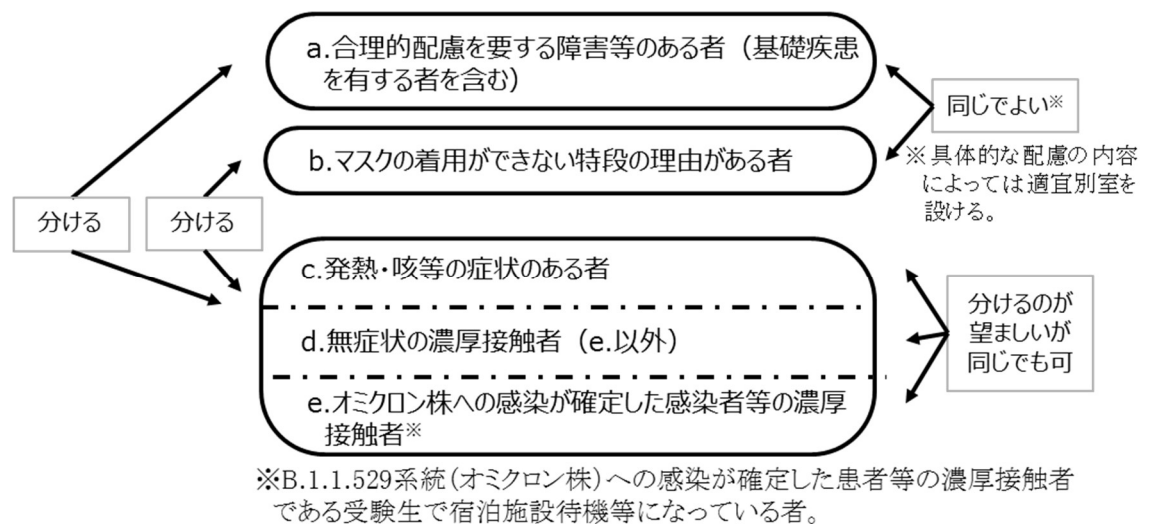 a.合理的配慮を要する障害等のある者（基礎疾患
を有する者を含む）
同じでよい※
b.マスクの着用ができない特段の理由がある者
※具体的な配慮の内容
によっては適宜別室を
設ける。
分ける
分ける
c.発熱・咳等の症状のある者
d.無症状の濃厚接触者（e.以外）
e.オミクロン株への感染が確定した感染者等の濃厚
接触者※
分けるのが
望ましいが
同じでも可
※B.1.1.529系統(オミクロン株)への感染が確定した患者等の濃厚接触者
である受験生で宿泊施設待機等になっている者。